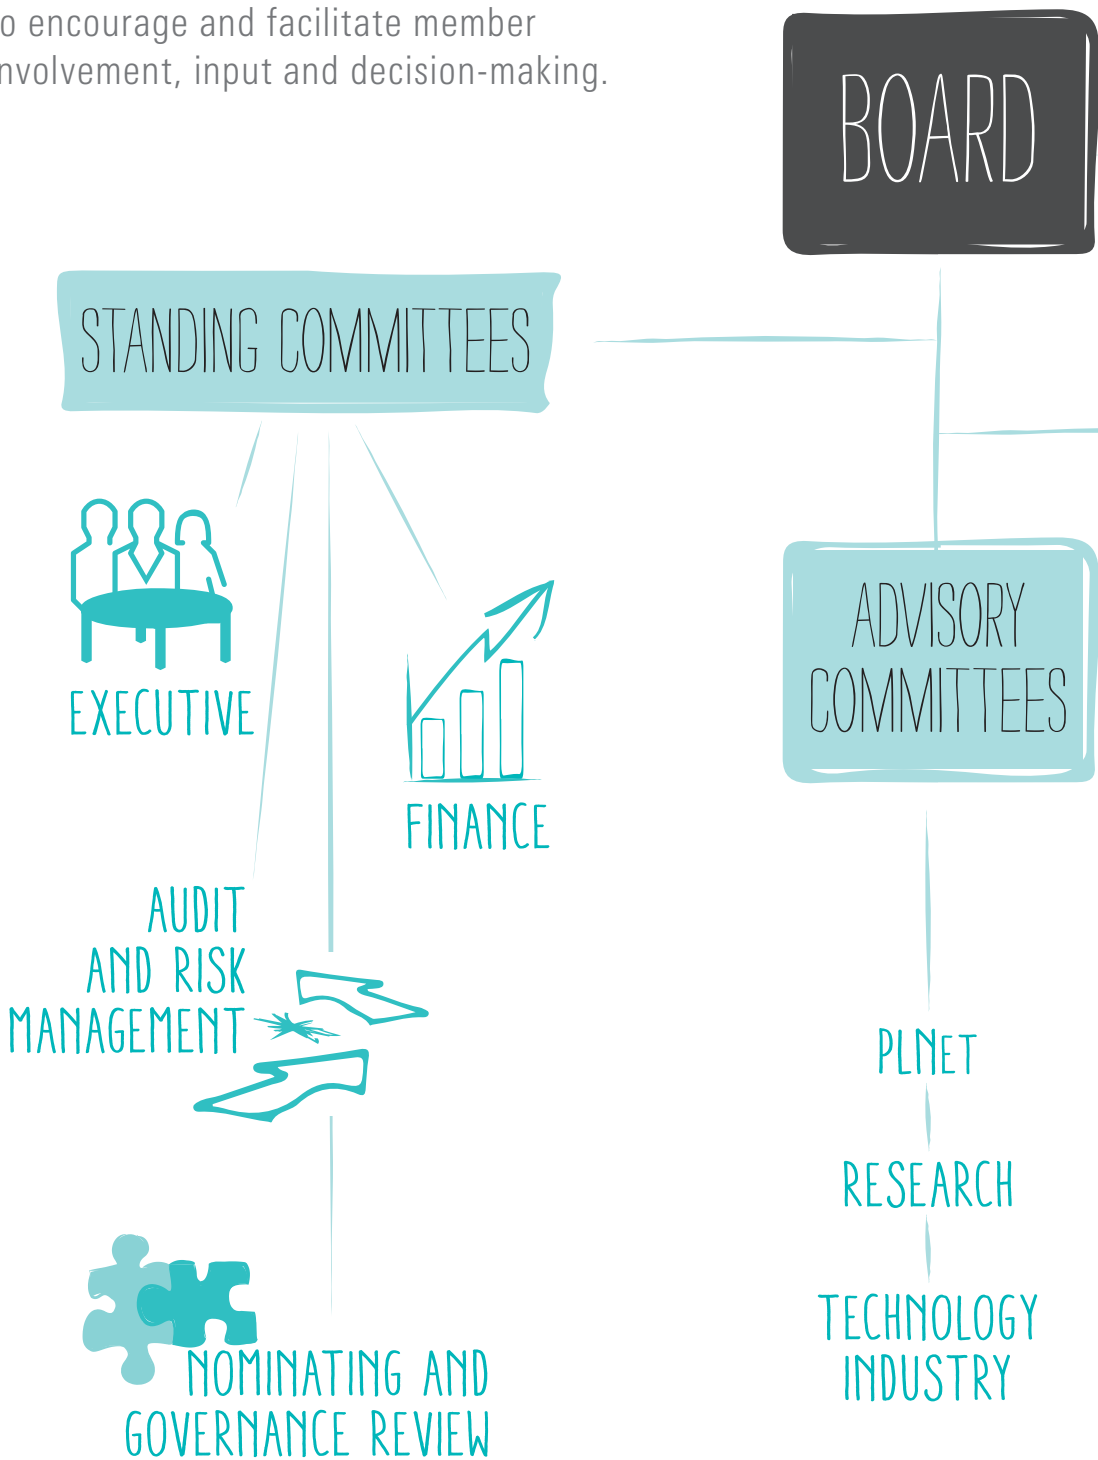 o encourage and facilitate member
nvolvement, input and decision-making.
BOARD
STANDING COMMITTEES
EXECUTIVE
FINANCE
AUDIT
AND RISK
MANAGEMENT
NOMINATING AND
GOVERNANCE REVIEW
ADVISORY
COMMITTEES
PLNET
RESEARCH
TECHNOLOGY
INDUSTRY